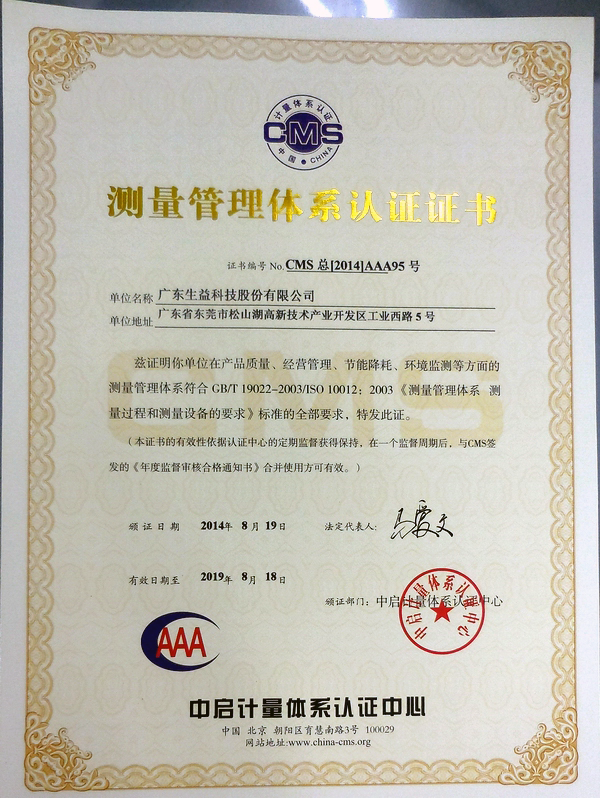 计量体系认证
CMS
中国 CHINA
测量管理体系认证证书
证书编号 No. CMS 总[2014]AAA95 号
单位名称 广东生益科技股份有限公司
单位地址 广东省东莞市松山湖高新技术产业开发区工业西路 5 号
兹证明你单位在产品质量、经营管理、节能降耗、环境监测等方面的
测量管理体系符合 GB/T 19022-2003/ISO 10012：2003《测量管理体系 测
量过程和测量设备的要求》标准的全部要求，特发此证。
（本证书的有效性依据认证中心的定期监督获得保持，在一个监督周期后，与CMS签
发的《年度监督审核合格通知书》合并使用方可有效。）
颁证日期 2014年 8月 19日 法定代表人：
有效日期至 2019年 8月 18日
颁证部门：中启计量体系认证中心
中启计量体系认证中心
AAA
中启计量体系认证中心
中国 北京 朝阳区育慧南路3号 100029
网站地址:www.china-cms.org